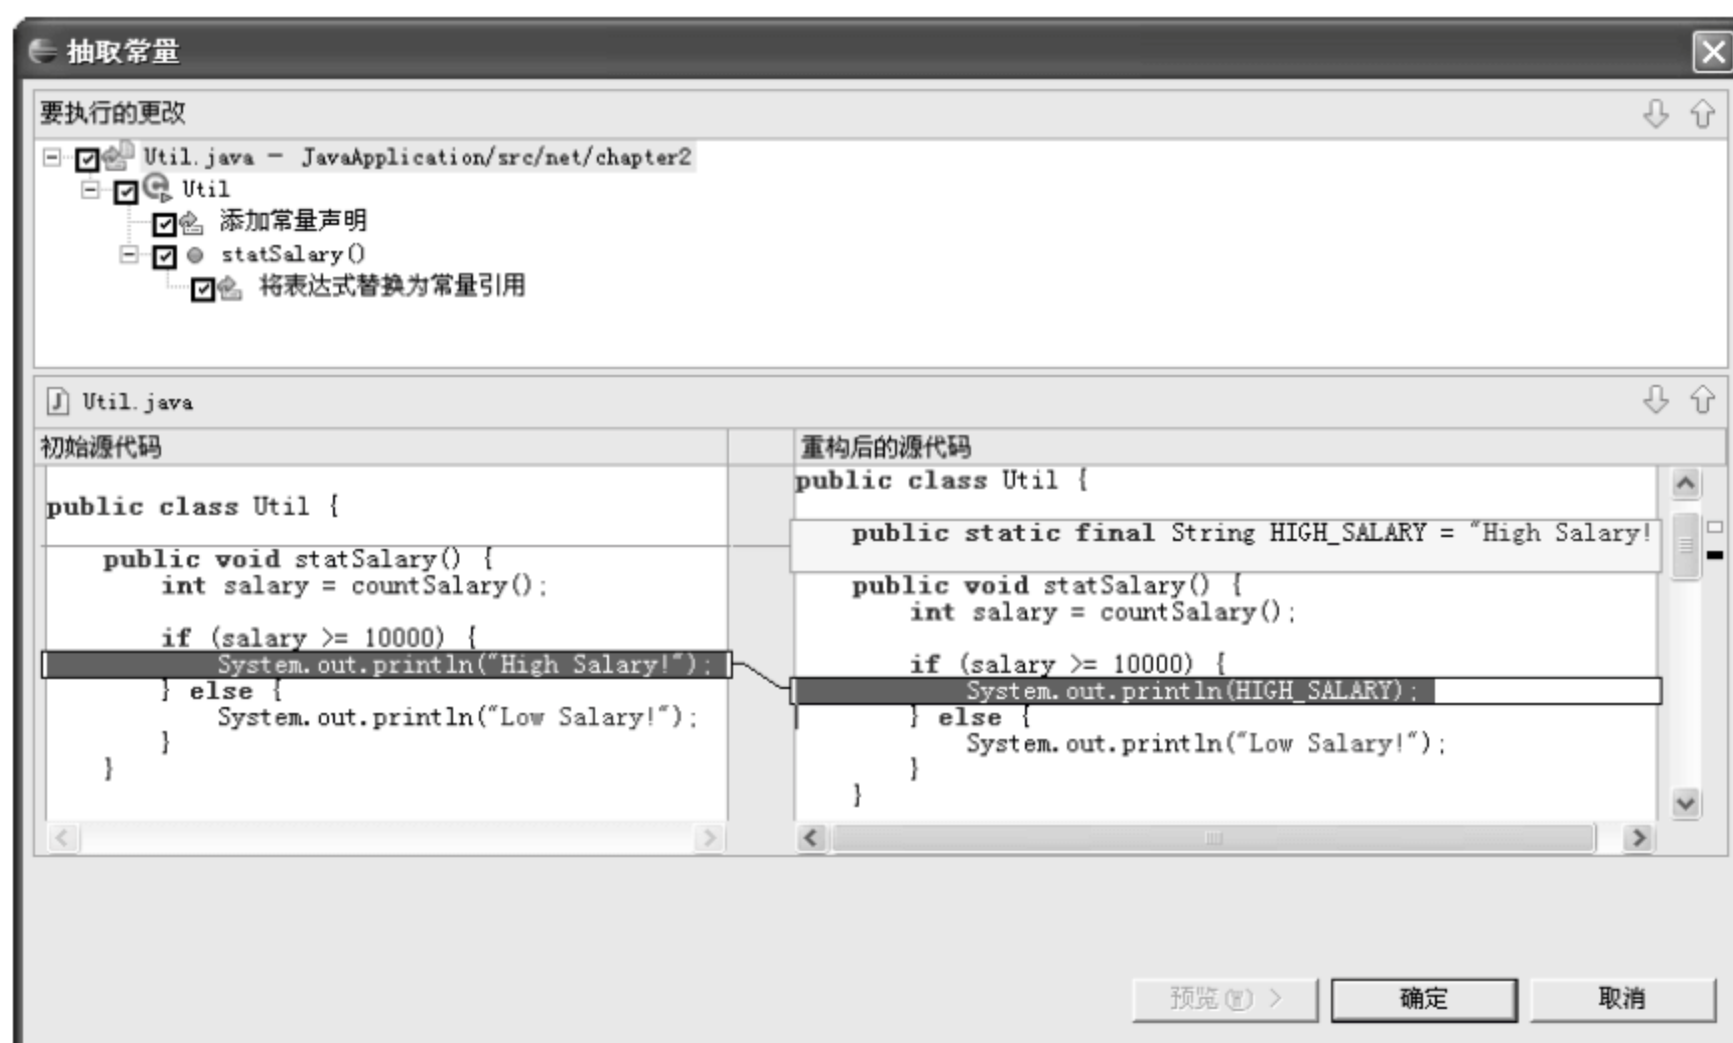 抽取常量
要执行的更改
Util.java - JavaApplication/src/net/chapter2
Util
添加常量声明
statSalary()
将表达式替换为常量引用
Util.java
初始源代码
public class Util {
public void statSalary() {
int salary = countSalary();
if (salary >= 10000) {
System.out.println("High Salary!");
} else {
System.out.println("Low Salary!");
}
}
重构后的源代码
public class Util {
public static final String HIGH_SALARY = "High Salary!
public void statSalary() {
int salary = countSalary();
if (salary >= 10000) {
System.out.println(HIGH_SALARY);
} else {
System.out.println("Low Salary!");
}
}
预览(W) >
确定
取消